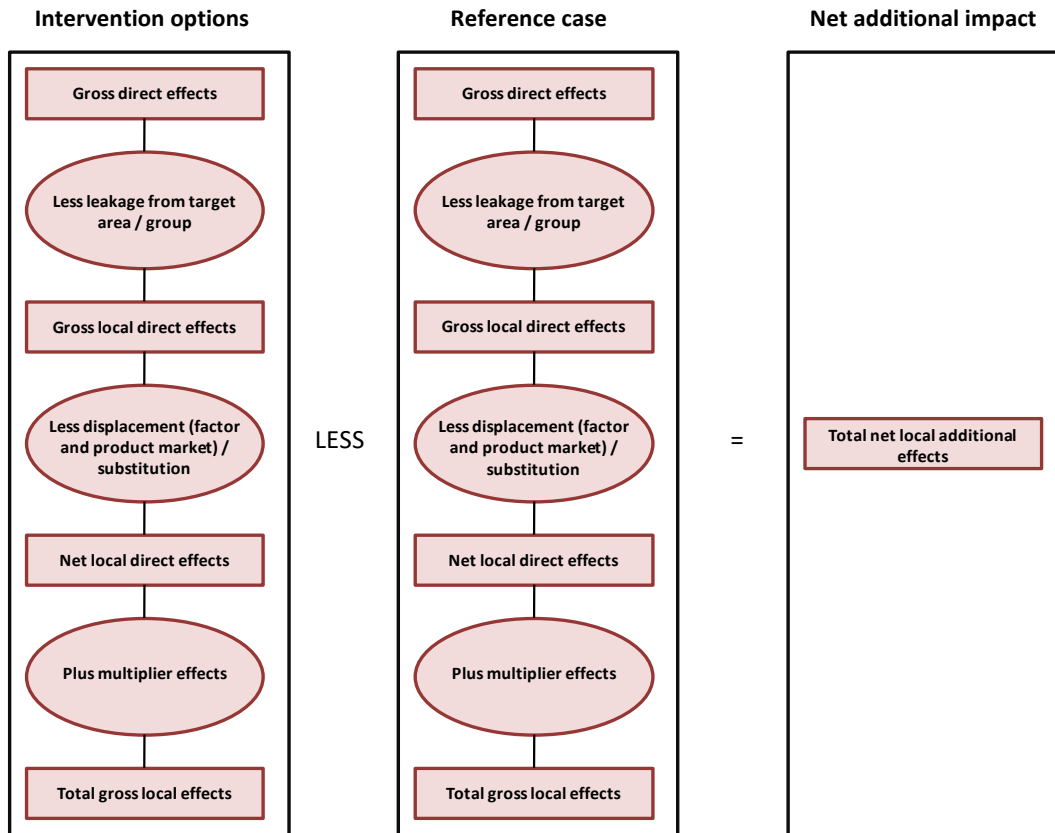 Intervention options
Gross direct effects
Less leakage from target
area / group
Gross local direct effects
Less displacement (factor
and product market) /
substitution
Net local direct effects
Plus multiplier effects
Total gross local effects
LESS
Reference case
Gross direct effects
Less leakage from target
area / group
Gross local direct effects
Less displacement (factor
and product market) /
substitution
Net local direct effects
Plus multiplier effects
Total gross local effects
=
Net additional impact
Total net local additional
effects